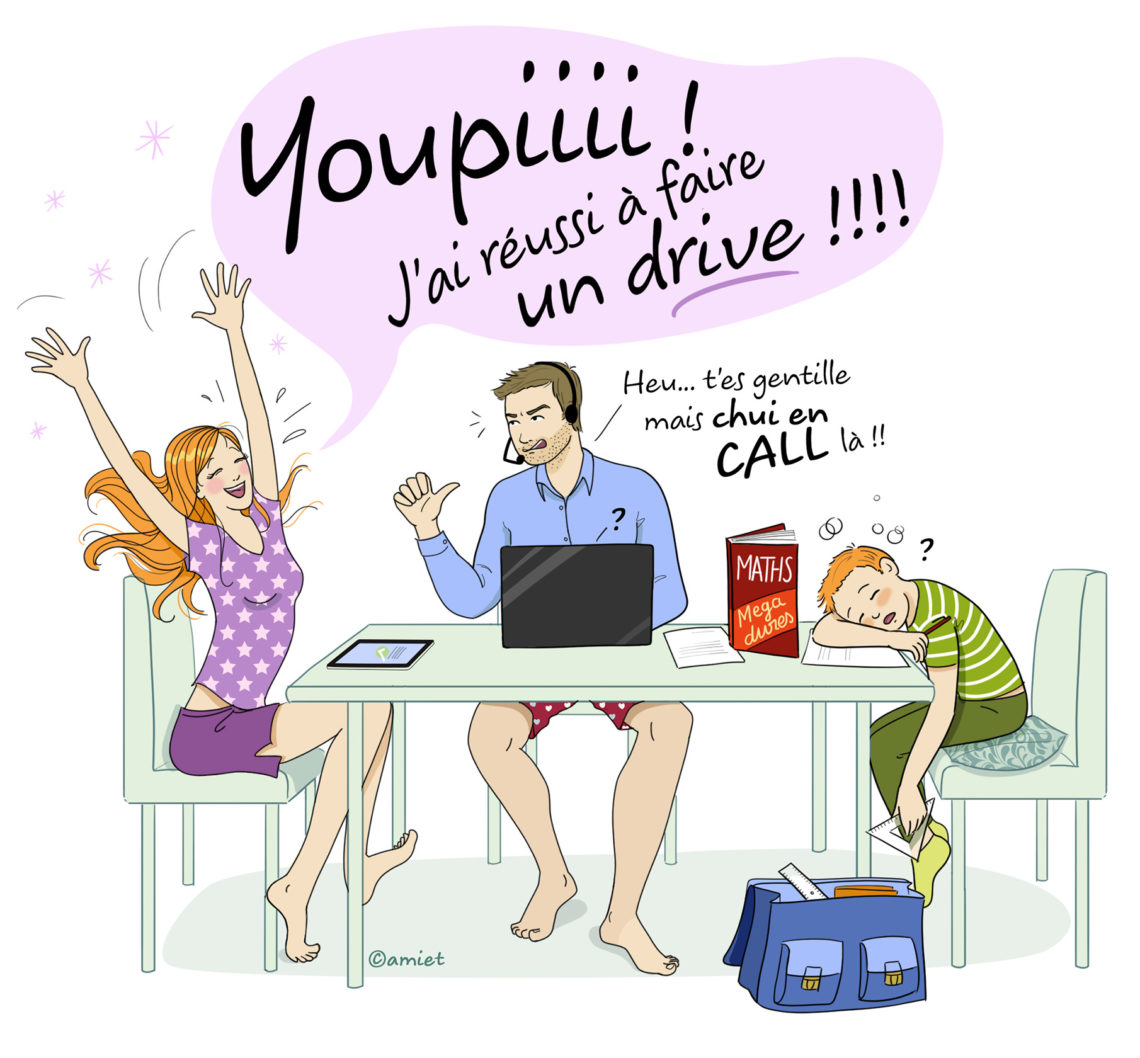 Youpiiii !
J'ai réussi à faire
un drive !!!!
Heu... t'es gentille
mais chui en
CALL là !!
?
MATHS
Mega
dures
?
©amiet